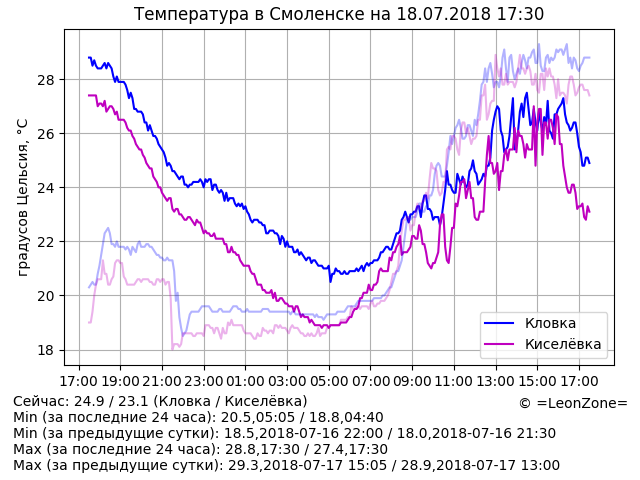 Температура в Смоленске на 18.07.2018 17:30
градусов Цельсия, °C
28
26
24
22
20
18
Кловка
Киселёвка
17:00 19:00 21:00 23:00 01:00 03:00 05:00 07:00 09:00 11:00 13:00 15:00 17:00
Сейчас: 24.9 / 23.1 (Кловка / Киселёвка)
© =LeonZone=
Min (за последние 24 часа): 20.5,05:05 / 18.8,04:40
Min (за предыдущие сутки): 18.5,2018-07-16 22:00 / 18.0,2018-07-16 21:30
Max (за последние 24 часа): 28.8,17:30 / 27.4,17:30
Max (за предыдущие сутки): 29.3,2018-07-17 15:05 / 28.9,2018-07-17 13:00